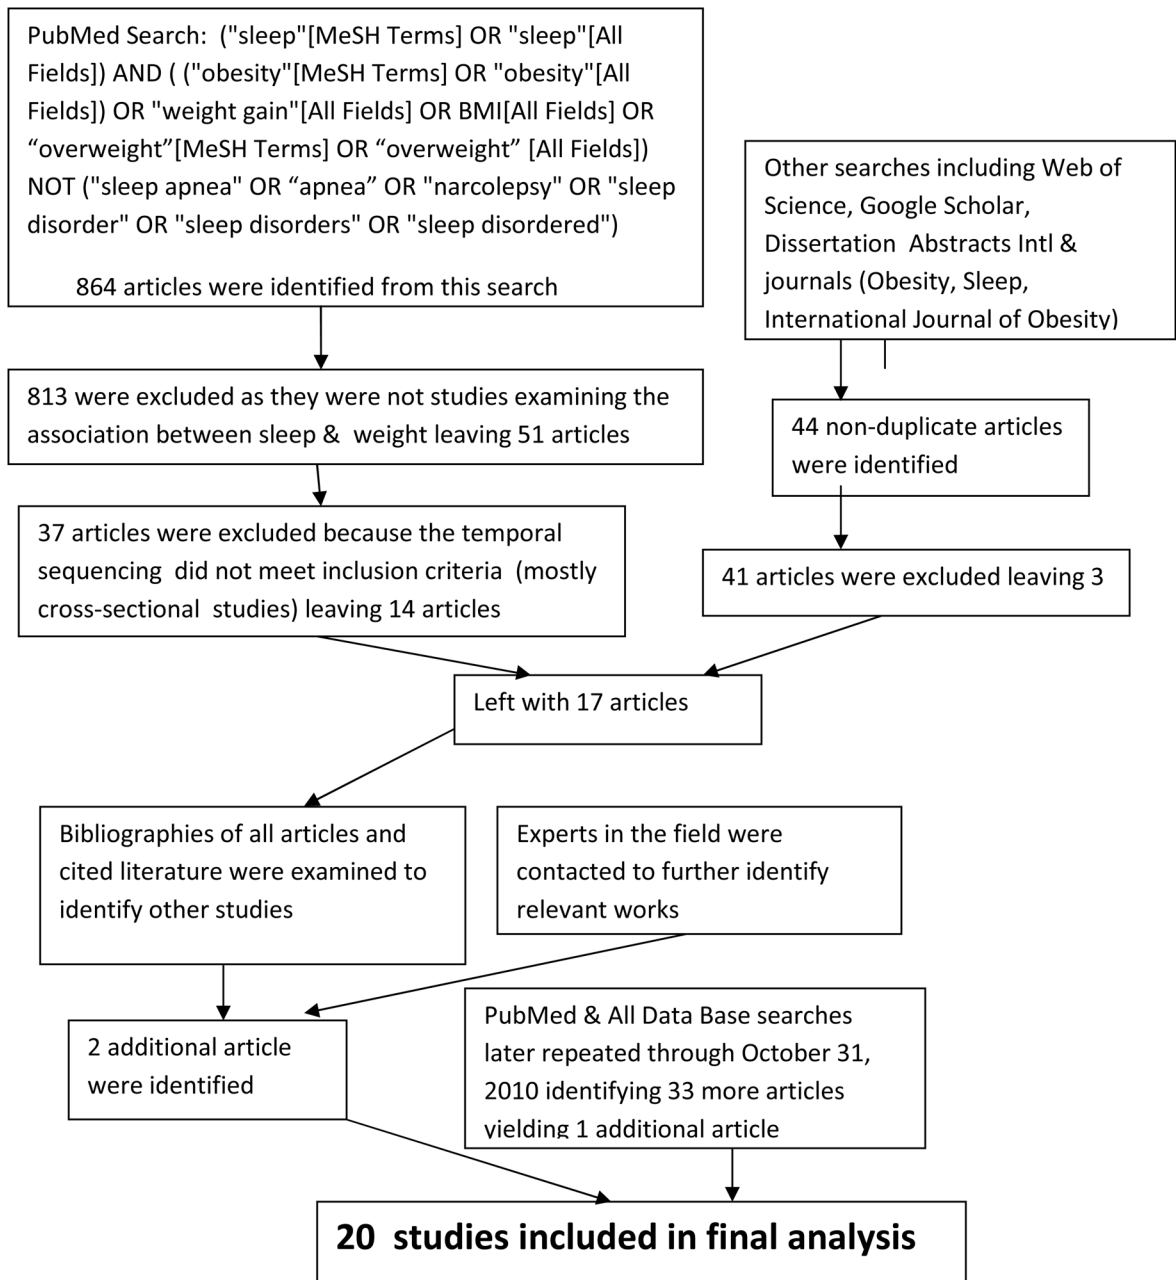 PubMed Search:  ("sleep"[MeSH Terms] OR "sleep"[All
Fields]) AND ( ("obesity"[MeSH Terms] OR "obesity"[All
Fields]) OR "weight gain"[All Fields] OR BMI[All Fields] OR
“overweight”[MeSH Terms] OR “overweight” [All Fields])
NOT ("sleep apnea" OR “apnea” OR "narcolepsy" OR "sleep
disorder" OR "sleep disorders" OR "sleep disordered")
864 articles were identified from this search
Other searches including Web of
Science, Google Scholar,
Dissertation  Abstracts Intl &
journals (Obesity, Sleep,
International Journal of Obesity)
813 were excluded as they were not studies examining the
association between sleep &  weight leaving 51 articles
44 non-duplicate articles
were identified
37 articles were excluded because the temporal
sequencing  did not meet inclusion criteria  (mostly
cross-sectional  studies) leaving 14 articles
41 articles were excluded leaving 3
Left with 17 articles
Bibliographies of all articles and
cited literature were examined to
identify other studies
Experts in the field were
contacted to further identify
relevant works
2 additional article
were identified
PubMed & All Data Base searches
later repeated through October 31,
2010 identifying 33 more articles
yielding 1 additional article
20  studies included in final analysis